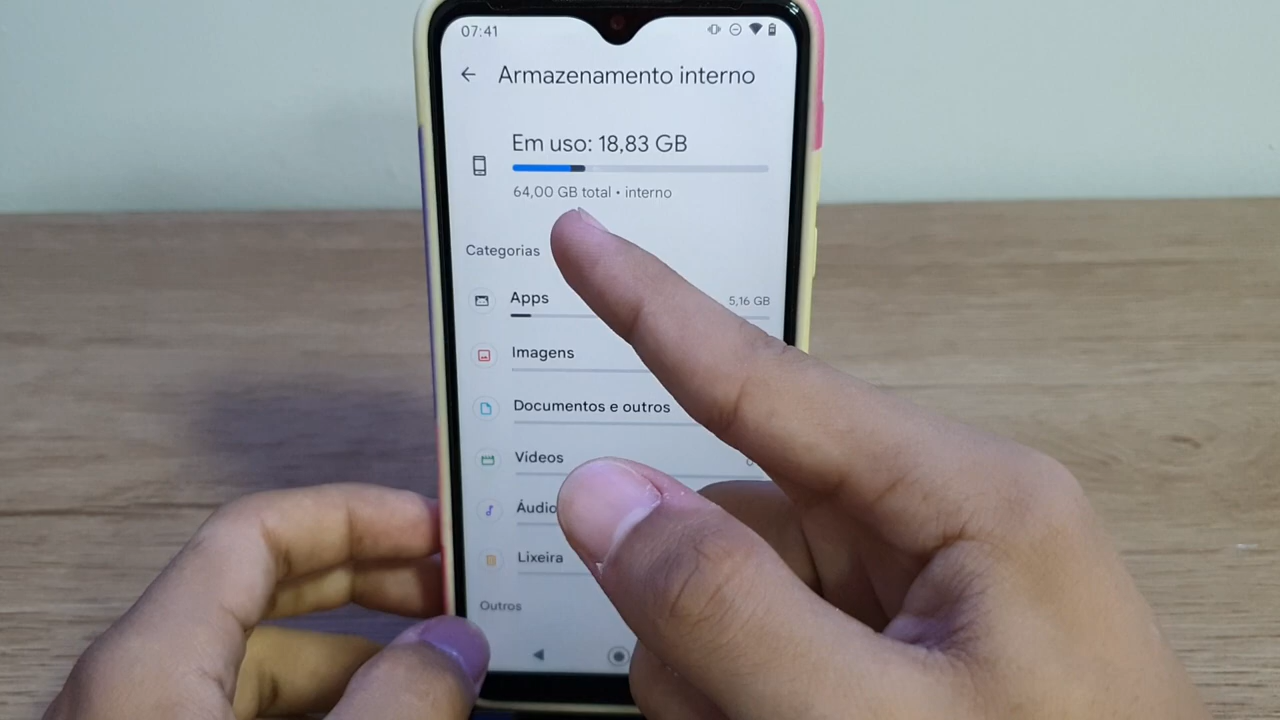 07:41
Armazenamento interno
Em uso: 18,83 GB
64,00 GB total • interno
Categorias
Apps 5,16 GB
Imagens
Documentos e outros
Vídeos
Áudio
Lixeira
Outros